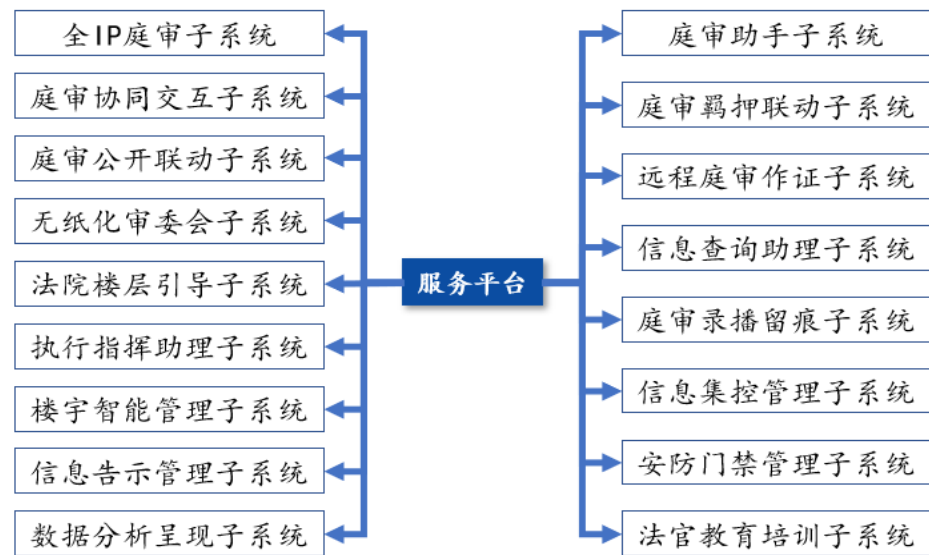 全IP庭审子系统
庭审协同交互子系统
庭审公开联动子系统
无纸化审委会子系统
法院楼层引导子系统
执行指挥助理子系统
楼宇智能管理子系统
信息告示管理子系统
数据分析呈现子系统
服务平台
庭审助手子系统
庭审羁押联动子系统
远程庭审作证子系统
信息查询助理子系统
庭审录播留痕子系统
信息集控管理子系统
安防门禁管理子系统
法官教育培训子系统